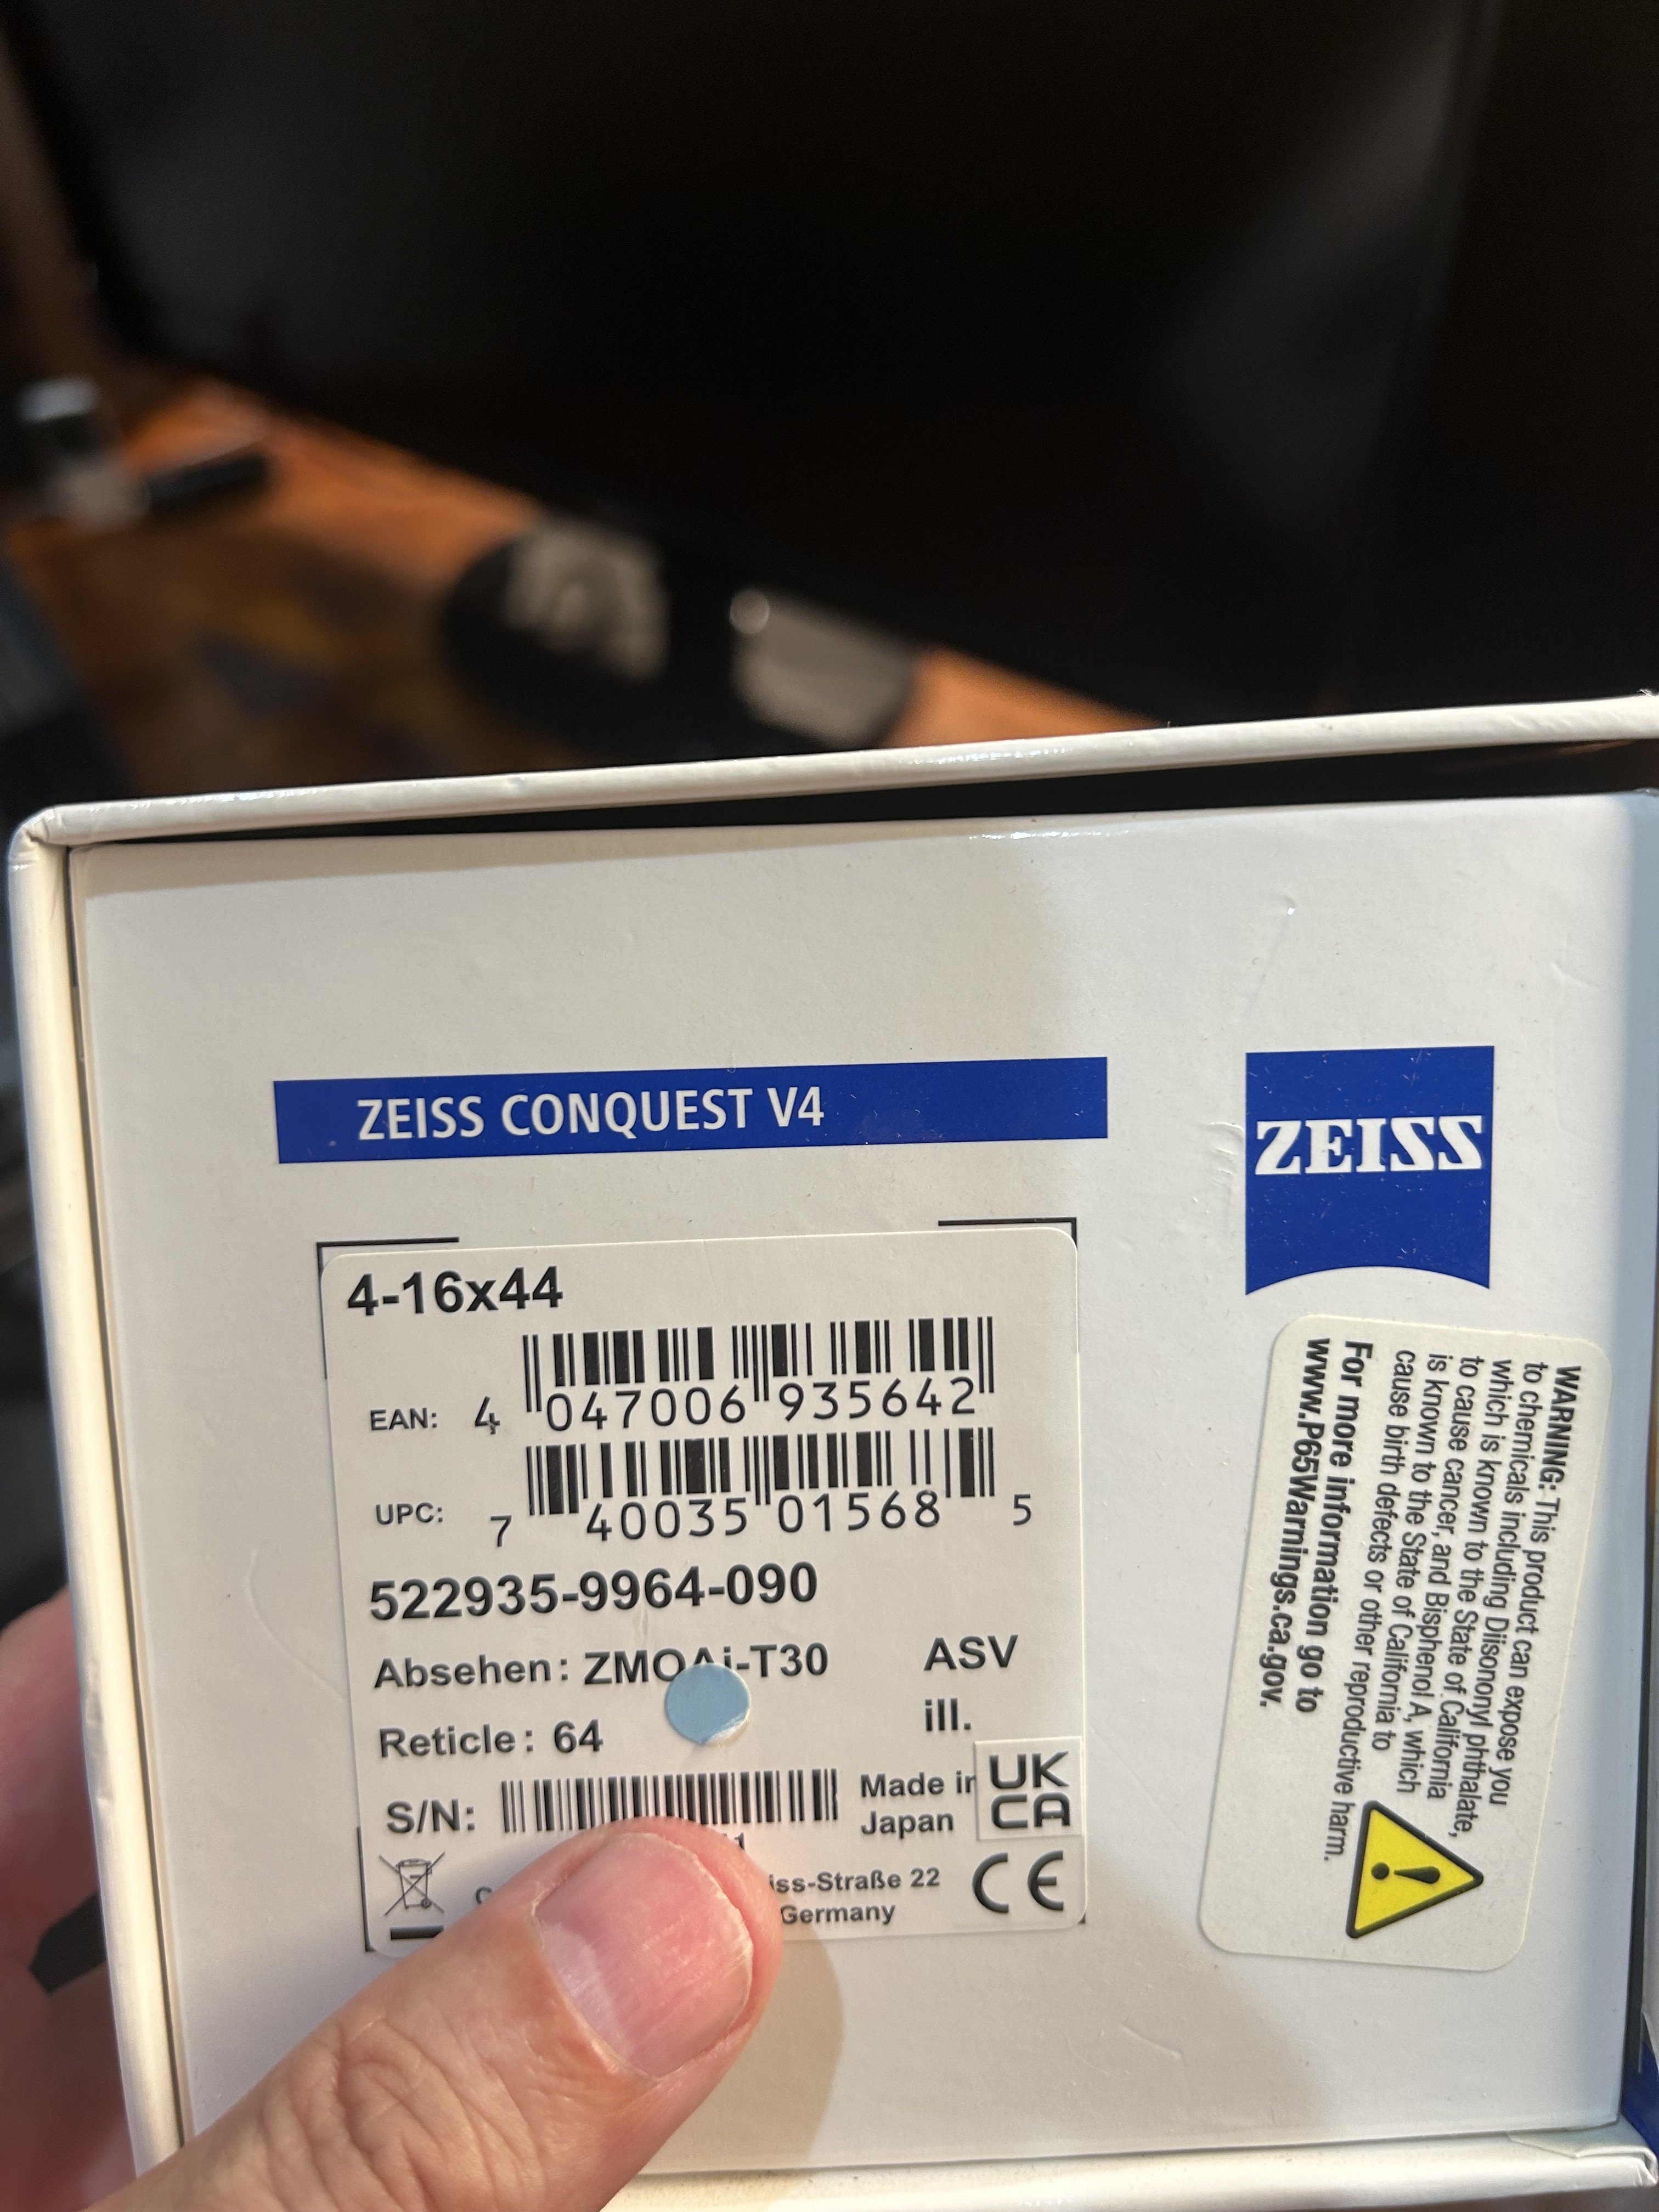 ZEISS CONQUEST V4
ZEISS
4-16x44
EAN: 4 047006 935642
UPC: 7 40035 01568 5
522935-9964-090
Absehen: ZMOAi-T30 ASV
Reticle: 64 ill.
S/N:
Made in
Japan
UK
CA
22
Germany
CE
WARNING: This product can expose you
to chemicals including Diisononyl phthalate,
which is known to the State of California
to cause cancer, and Bisphenol A, which
is known to the State of California to
cause birth defects or other reproductive harm.
For more information go to
www.P65Warnings.ca.gov.